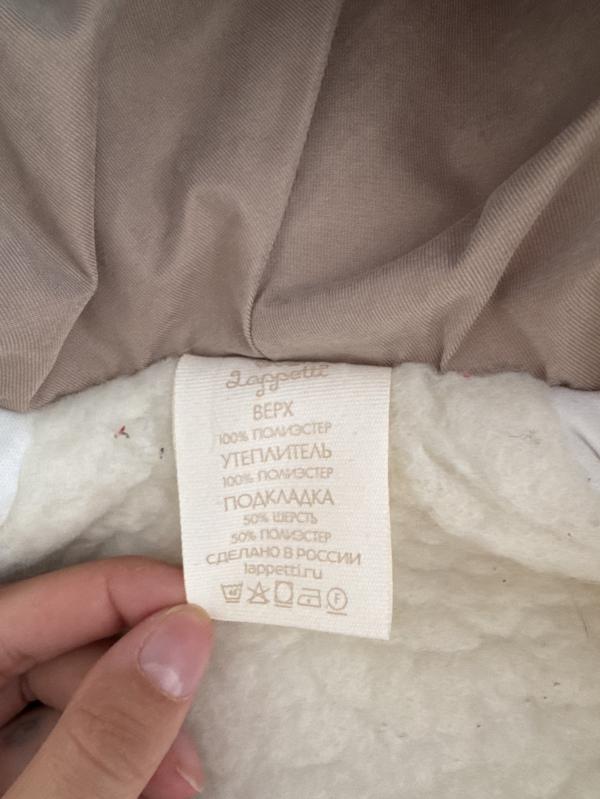 Lappetti
ВЕРХ
100% ПОЛИЭСТЕР
УТЕПЛИТЕЛЬ
100% ПОЛИЭСТЕР
ПОДКЛАДКА
50% ШЕРСТЬ
50% ПОЛИЭСТЕР
СДЕЛАНО В РОССИИ
lappetti.ru
F